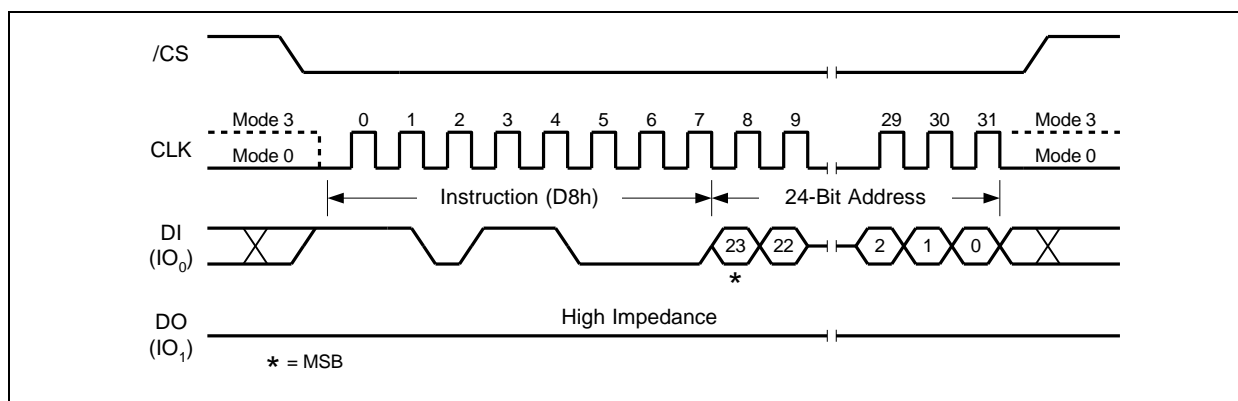 /CS
Mode 3 0 1 2 3 4 5 6 7 8 9 29 30 31 Mode 3
CLK
Mode 0 Mode 0
Instruction (D8h) 24-Bit Address
DI
(IO₀)
23 22 2 1 0
*
High Impedance
DO
(IO₁)
* = MSB